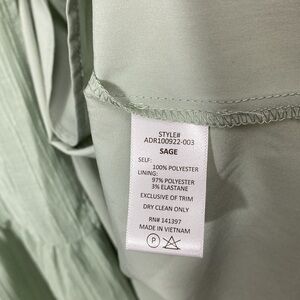 STYLE#
ADR100922-003
SAGE
SELF:
100% POLYESTER
LINING:
97% POLYESTER
3% ELASTANE
EXCLUSIVE OF TRIM
DRY CLEAN ONLY
RN# 141397
MADE IN VIETNAM
P